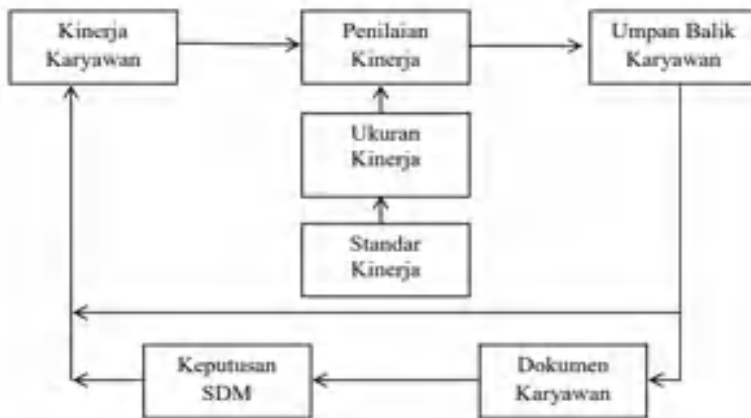 Kinerja
Karyawan
Penilaian
Kinerja
Umpan Balik
Karyawan
Ukuran
Kinerja
Standar
Kinerja
Keputusan
SDM
Dokumen
Karyawan